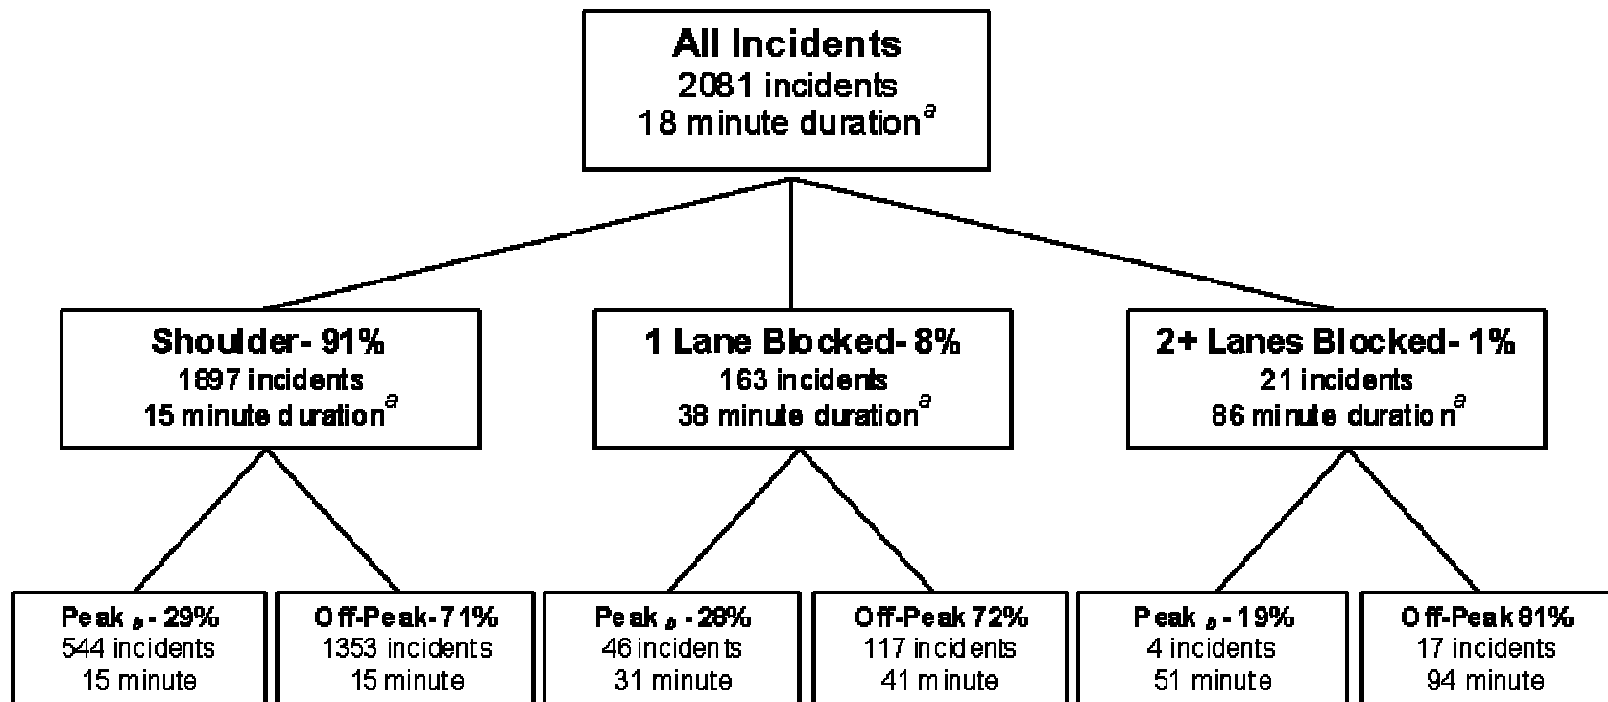 All Incidents
2081 incidents
18 minute duration a
Shoulder- 91%
1897 incidents
15 minute duration a
1 Lane Blocked- 8%
163 incidents
38 minute duration a
2+ Lanes Blocked- 1%
21 incidents
86 minute duration a
Peak b - 29%
544 incidents
15 minute
Off-Peak- 71%
1353 incidents
15 minute
Peak b - 28%
46 incidents
31 minute
Off-Peak 72%
117 incidents
41 minute
Peak b - 19%
4 incidents
51 minute
Off-Peak 81%
17 incidents
94 minute